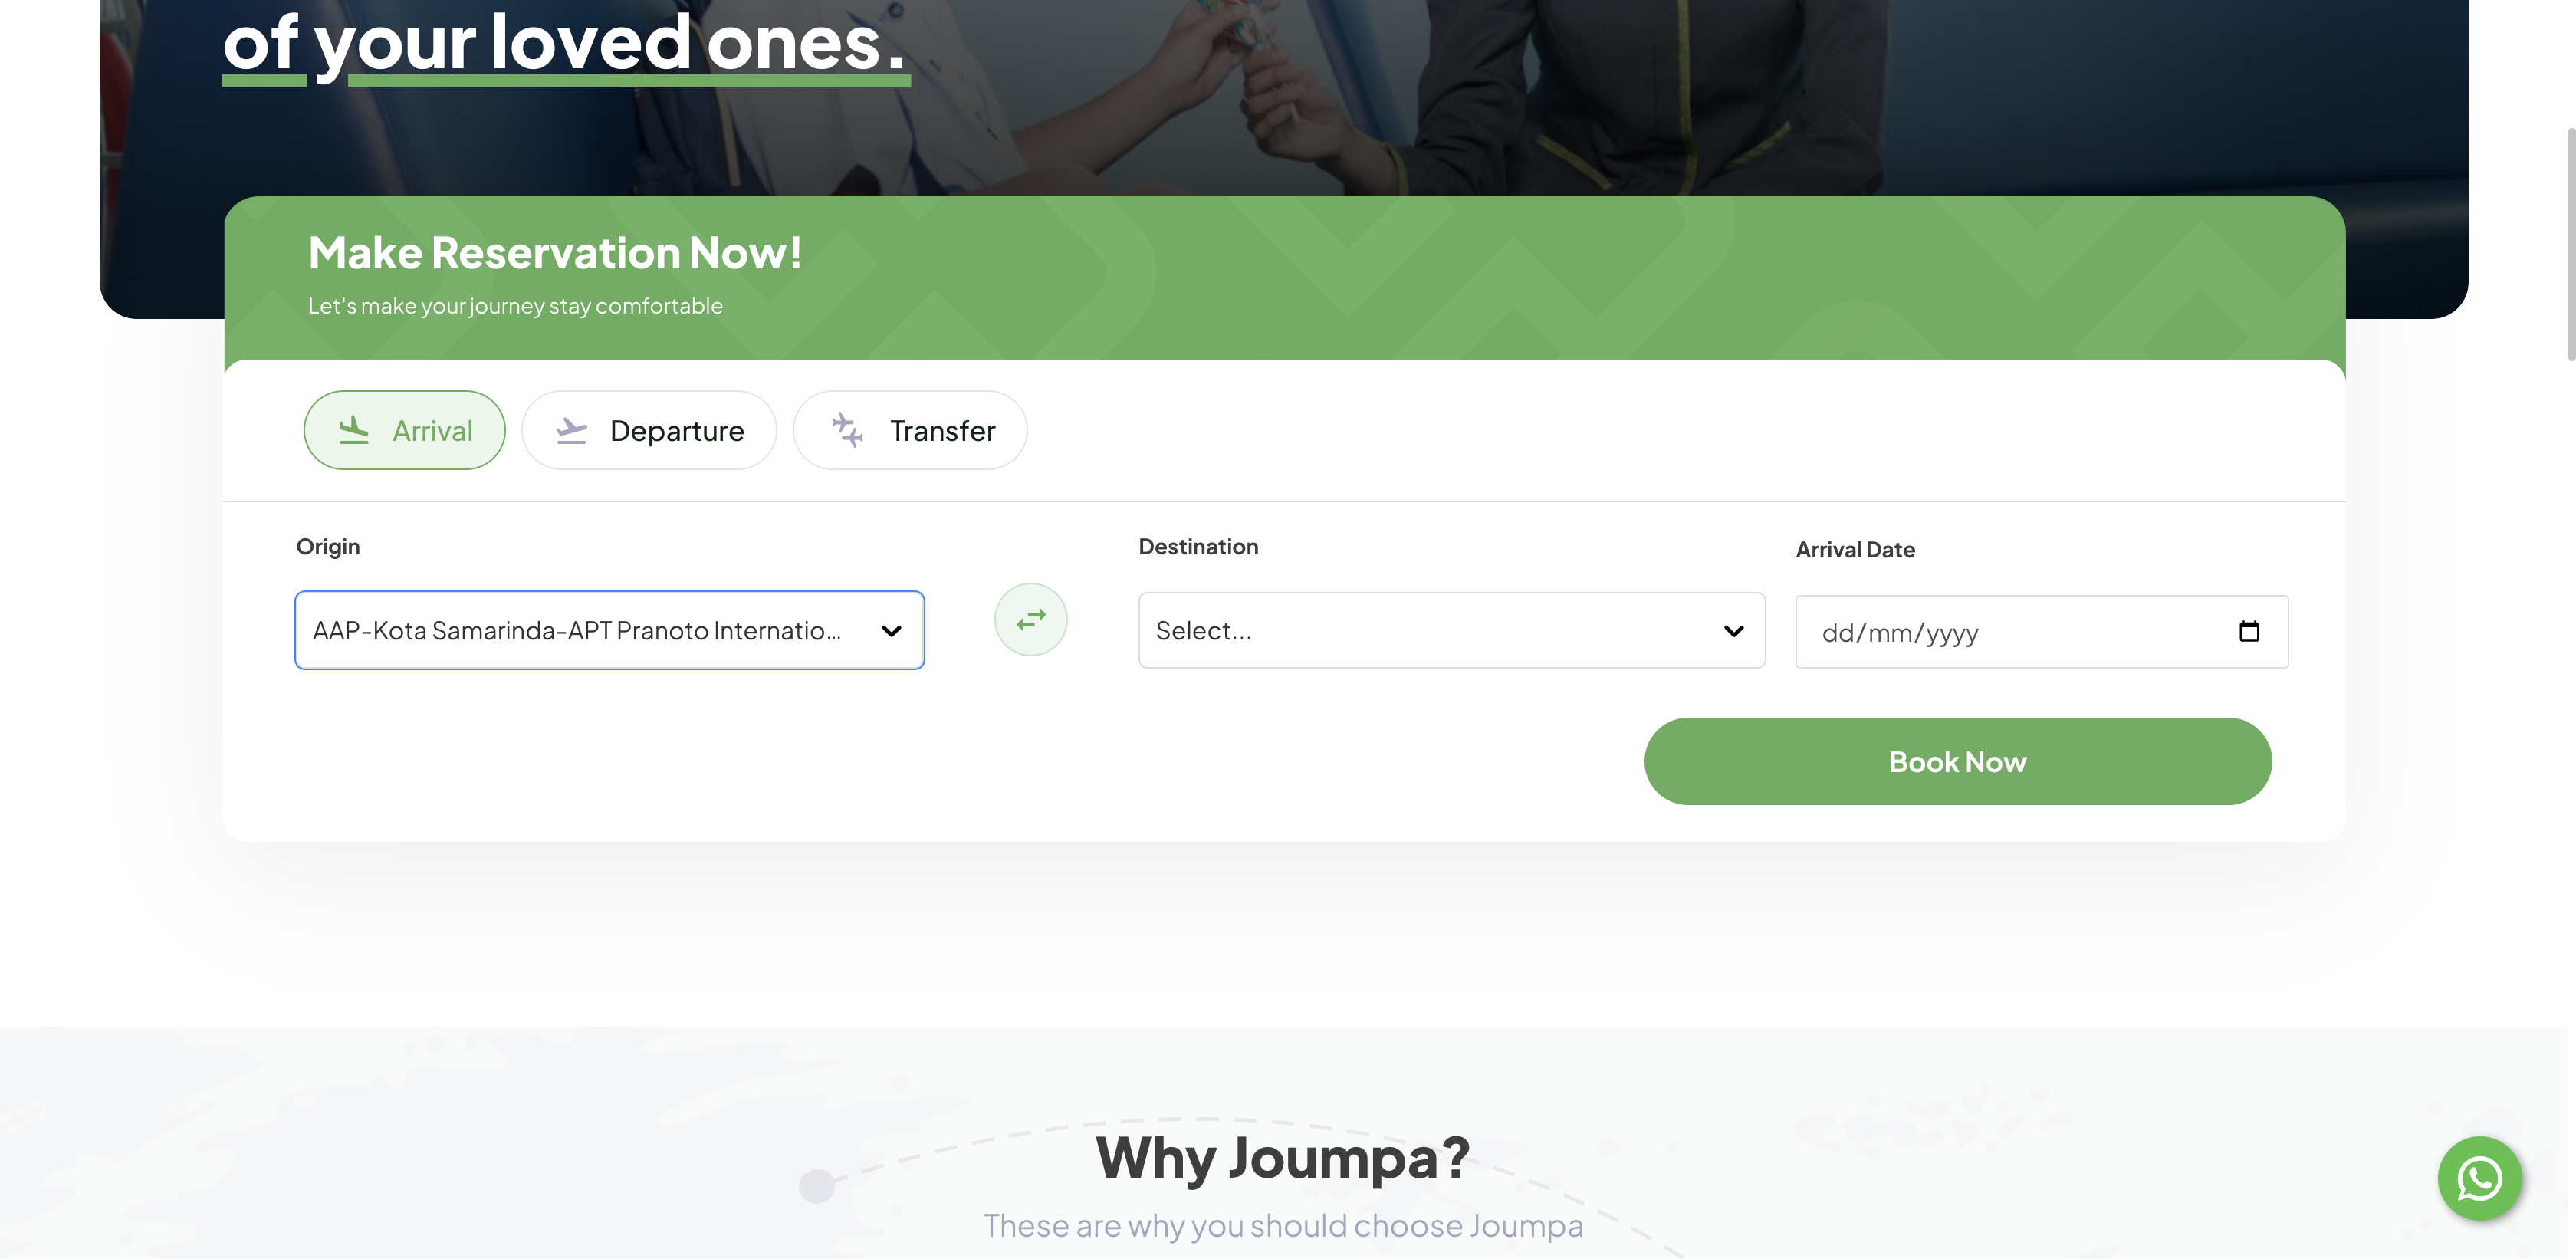 of your loved ones.
Make Reservation Now!
Let's make your journey stay comfortable
Arrival
Departure
Transfer
Origin
Destination
Arrival Date
AAP-Kota Samarinda-APT Pranoto Internatio...
Select...
dd/mm/yyyy
Book Now
Why Joumpa?
These are why you should choose Joumpa